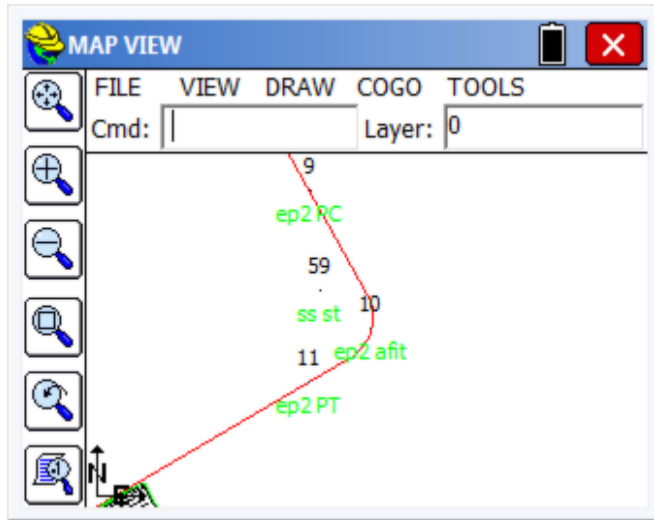 MAP VIEW
FILE VIEW DRAW COGO TOOLS
Cmd: Layer: 0
9
ep2 PC
59
ss st 10
11 ep2 afit
ep2 PT
N